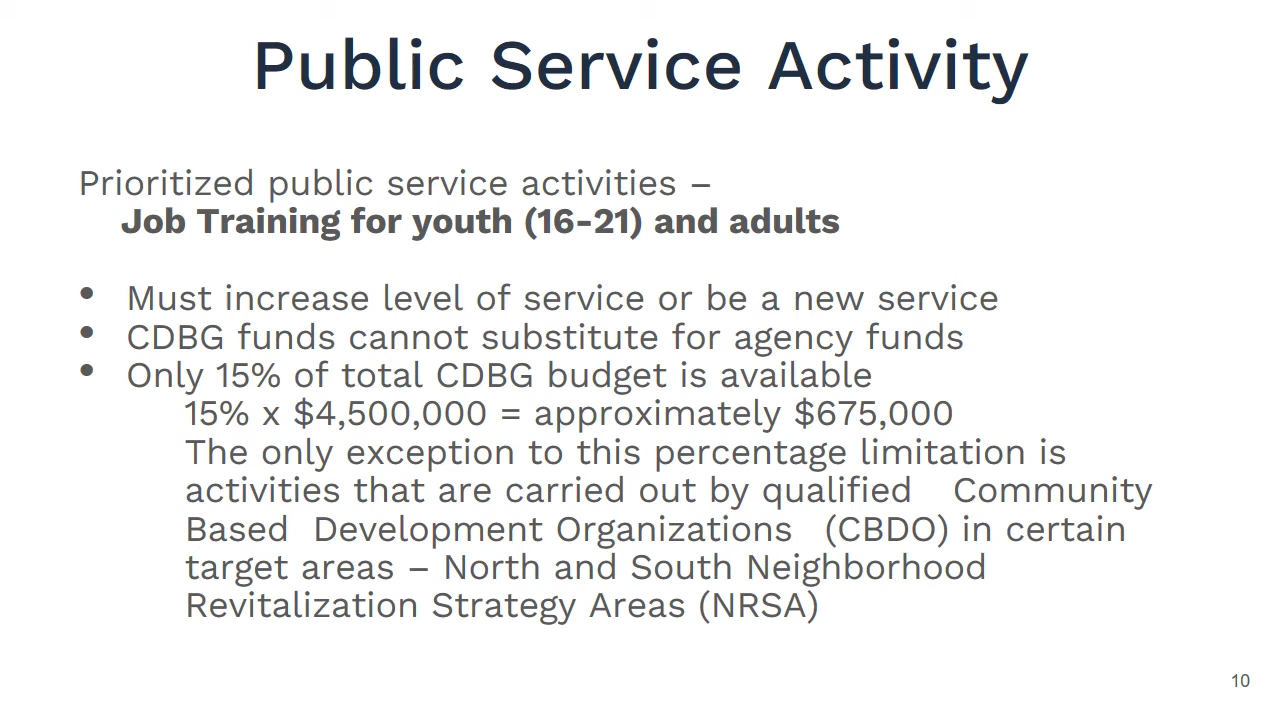 Public Service Activity
Prioritized public service activities –
Job Training for youth (16-21) and adults
• Must increase level of service or be a new service
• CDBG funds cannot substitute for agency funds
• Only 15% of total CDBG budget is available
15% x $4,500,000 = approximately $675,000
The only exception to this percentage limitation is
activities that are carried out by qualified Community
Based Development Organizations (CBDO) in certain
target areas – North and South Neighborhood
Revitalization Strategy Areas (NRSA)
10